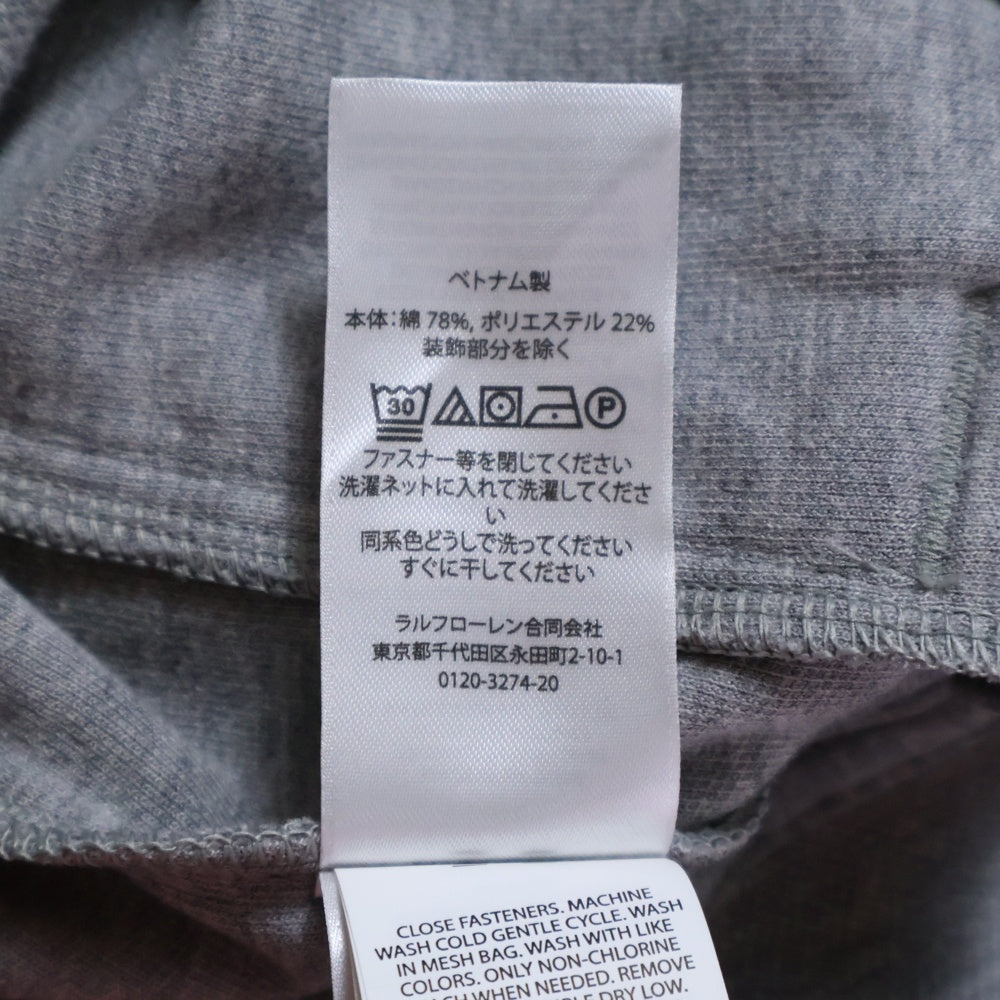 ベトナム製
本体：綿 78%, ポリエステル 22%
装飾部分を除く
30
P
ファスナー等を閉じてください
洗濯ネットに入れて洗濯してくださ
い
同系色どうしで洗ってください
すぐに干してください
ラルフローレン合同会社
東京都千代田区永田町2-10-1
0120-3274-20
CLOSE FASTENERS. MACHINE
WASH COLD GENTLE CYCLE. WASH
IN MESH BAG. WASH WITH LIKE
COLORS. ONLY NON-CHLORINE
WHEN NEEDED. REMOVE
DRY LOW.